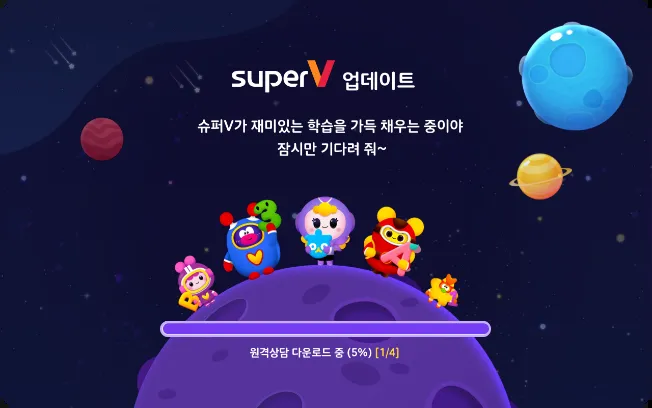 superV 업데이트
슈퍼V가 재미있는 학습을 가득 채우는 중이야
잠시만 기다려 줘~
3
B
A
원격상담 다운로드 중 (5%) [1/4]